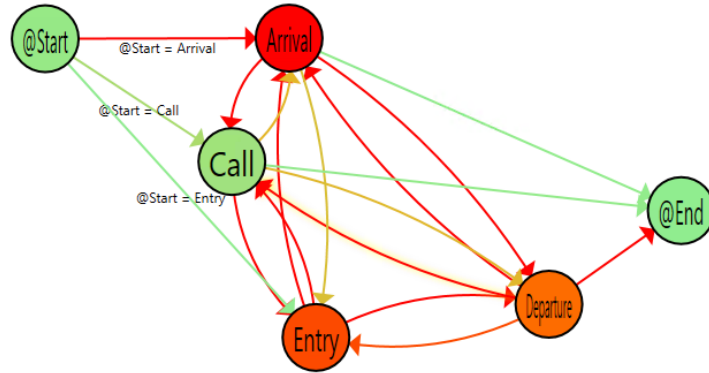 @Start
Arrival
@Start = Arrival
@Start = Call
Call
@Start = Entry
@End
Departure
Entry